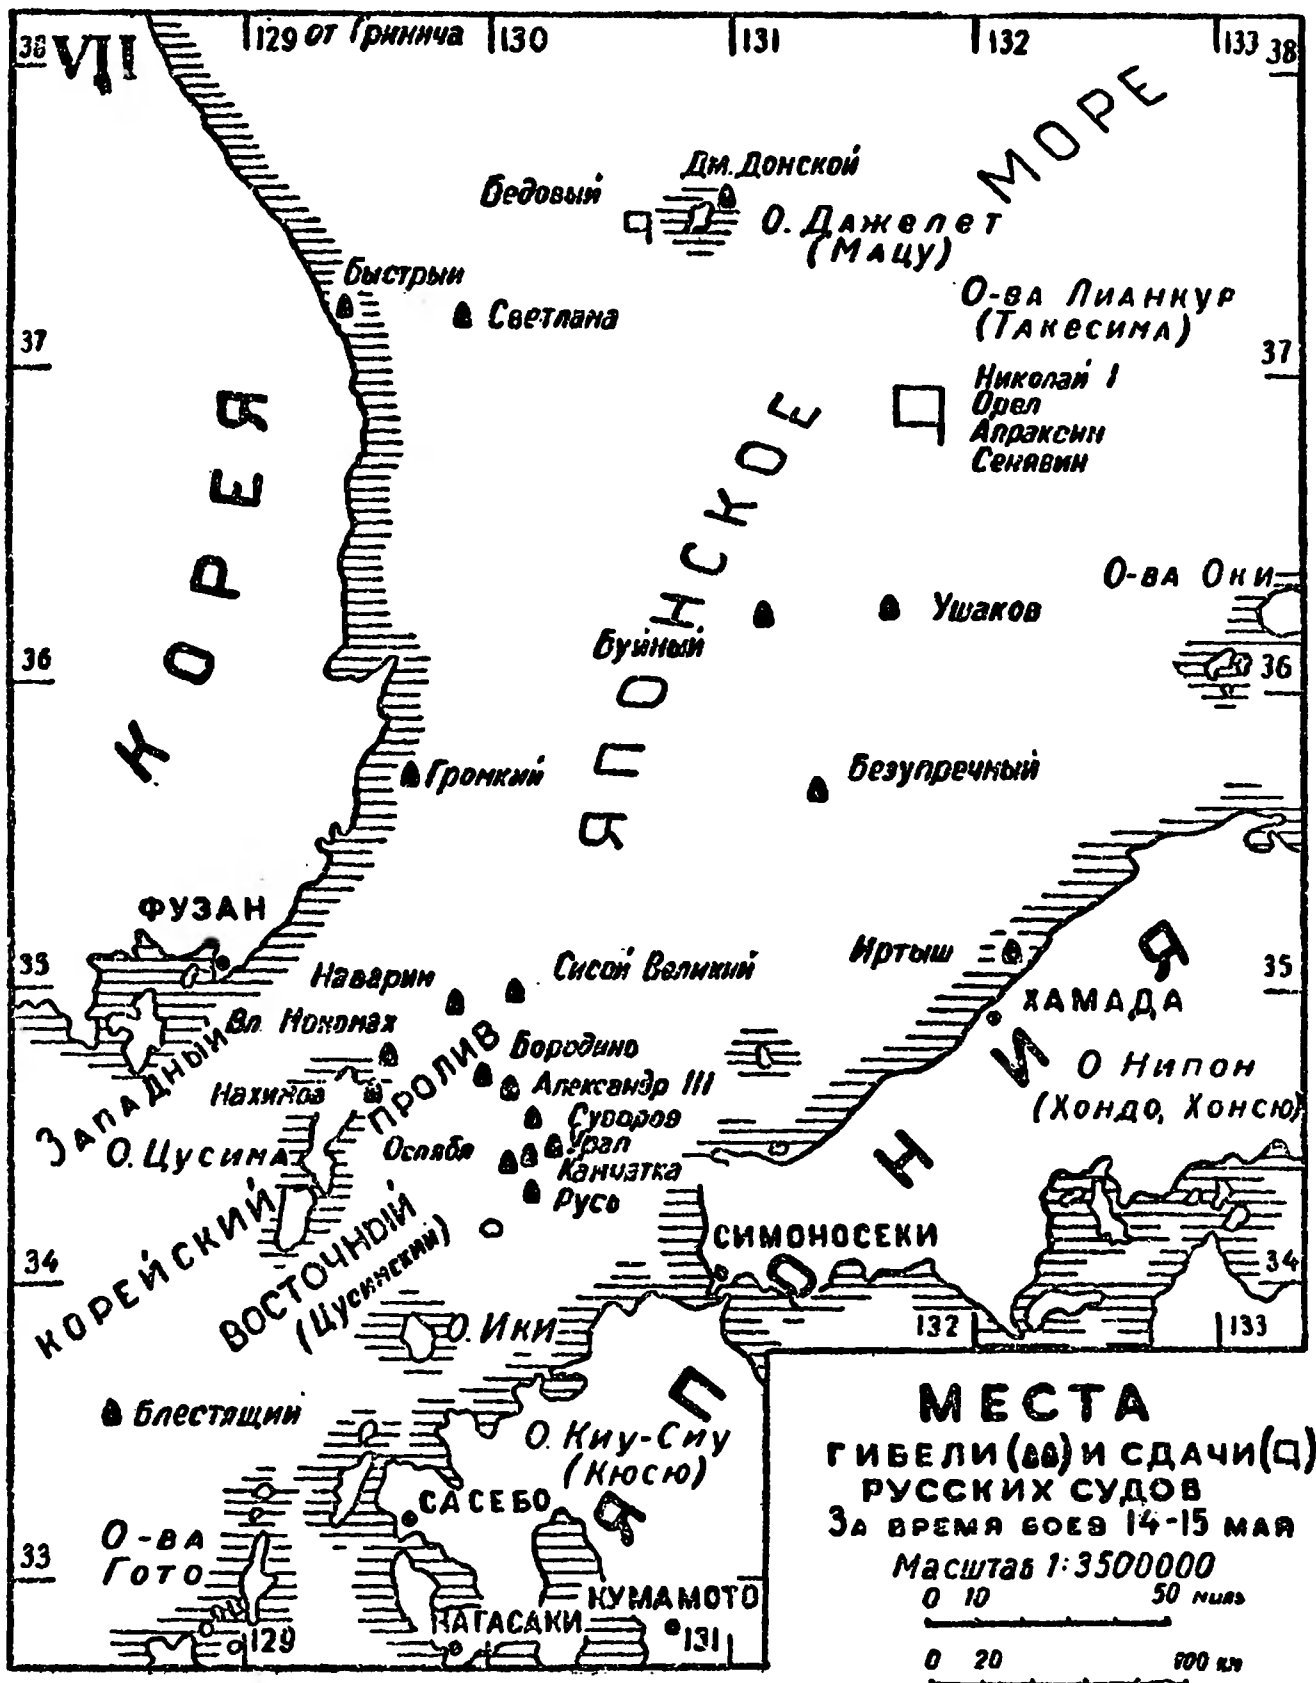 VII
38
129 от Гринича
130
131
132
133
38
МОРЕ
Дм. Донской
Бедовый
О. Дажелет
(Мацу)
Быстрый
Светлана
О-ва Лианкур
(Такесима)
37
37
Николай I
Орел
Апраксин
Сенявин
КОРЕЯ
ЯПОНСКОЕ
О-ва Оки
Ушаков
Буйный
36
36
Громкий
Безупречный
ФУЗАН
35
35
Наварин
Сисой Великий
Иртыш
ХАМАДА
Вл. Мономах
Бородино
О Нипон
(Хондо, Хонсю)
Нахимов
Александр III
Суворов
Урал
Ослябя
Камчатка
Русь
О. Цусима
ЗАПАДНЫЙ
ПРОЛИВ
КОРЕЙСКИЙ
ВОСТОЧНЫЙ
(Цусимский)
СИМОНОСЕКИ
34
34
О. Ики
132
133
ЯПОНИЯ
Блестящий
О. Киу-Сиу
(Кюсю)
САСЕБО
О-ва
Гото
33
НАГАСАКИ
КУМАМОТО
129
131
МЕСТА
ГИБЕЛИ ( ) И СДАЧИ ( )
РУССКИХ СУДОВ
За время боев 14-15 мая
Масштаб 1:3500000
0 10 50 миль
0 20 км